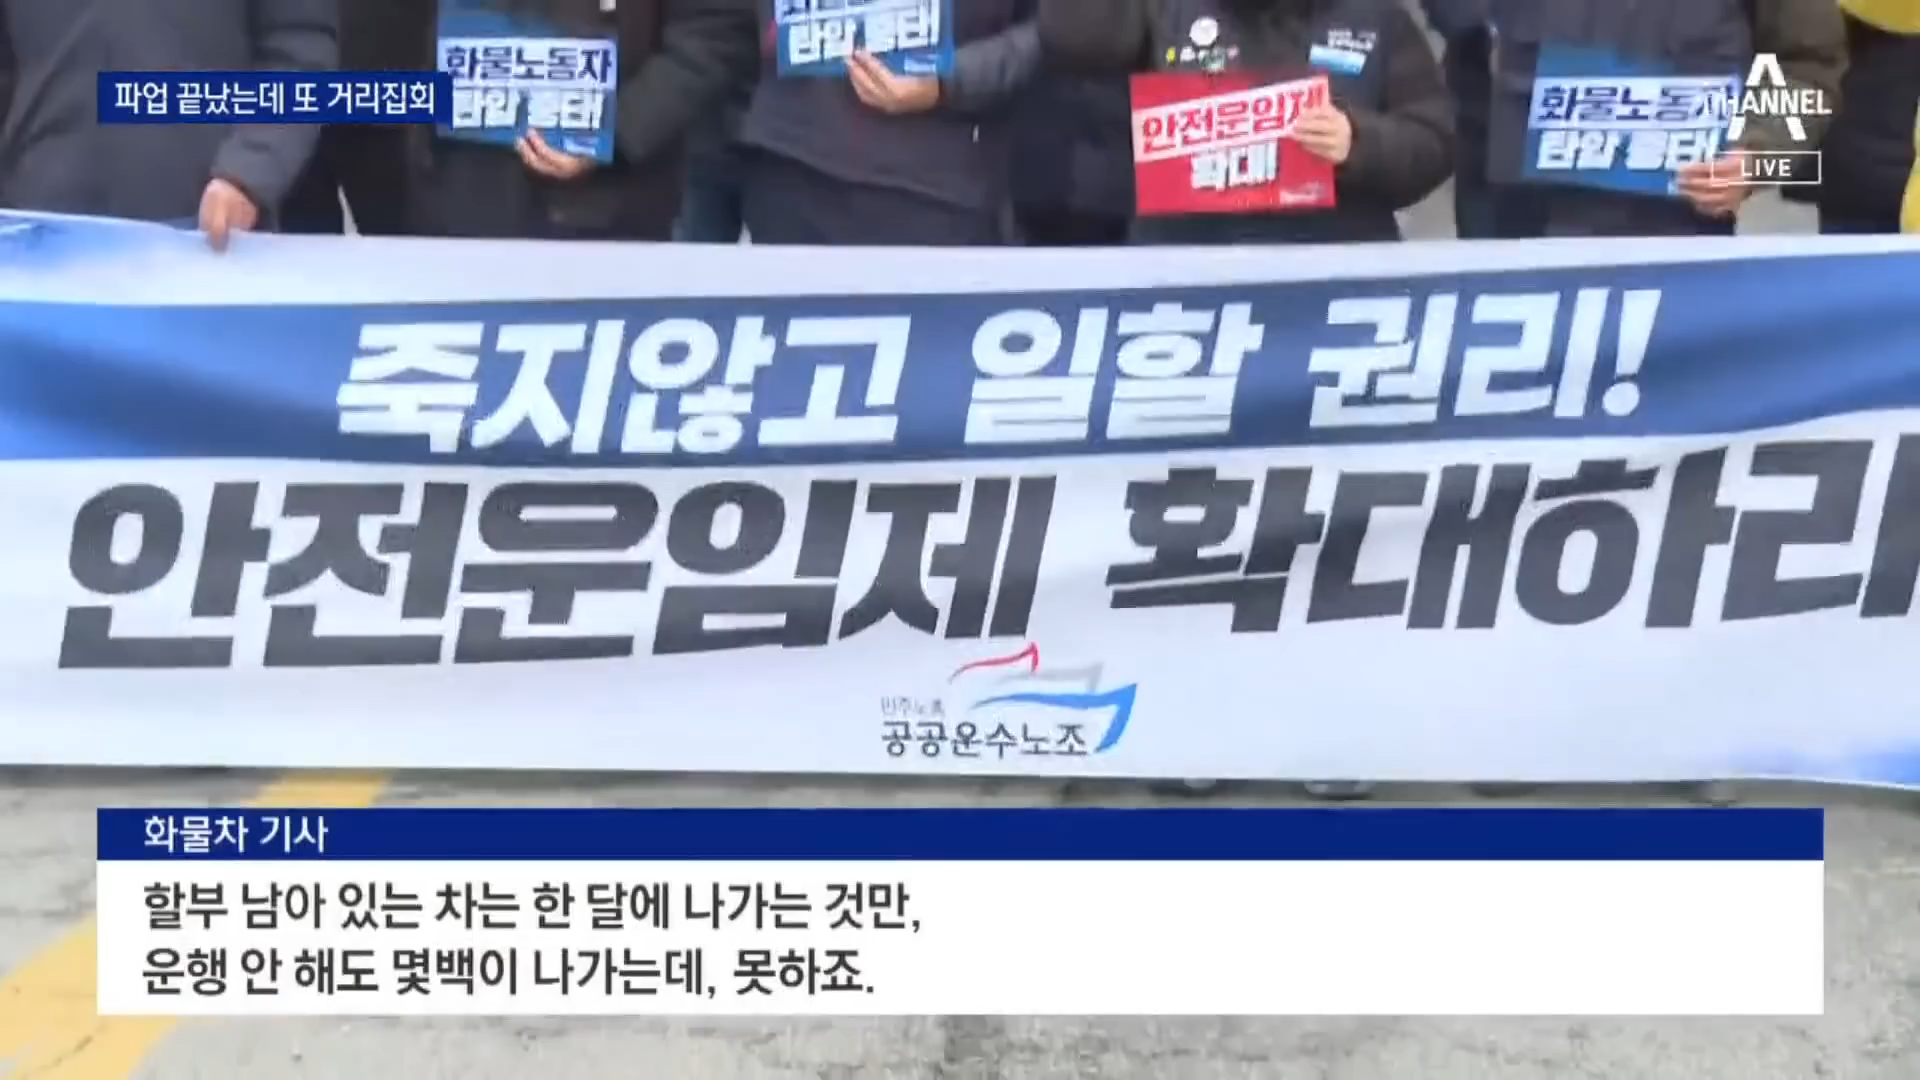 파업 끝났는데 또 거리집회
화물노동자
탄압 중단!
탄압 중단!
안전운임제
확대!
화물노동자
탄압 중단!
CHANNEL A
LIVE
죽지않고 일할 권리!
안전운임제 확대하라
민주노총
공공운수노조
화물차 기사
할부 남아 있는 차는 한 달에 나가는 것만,
운행 안 해도 몇백이 나가는데, 못하죠.